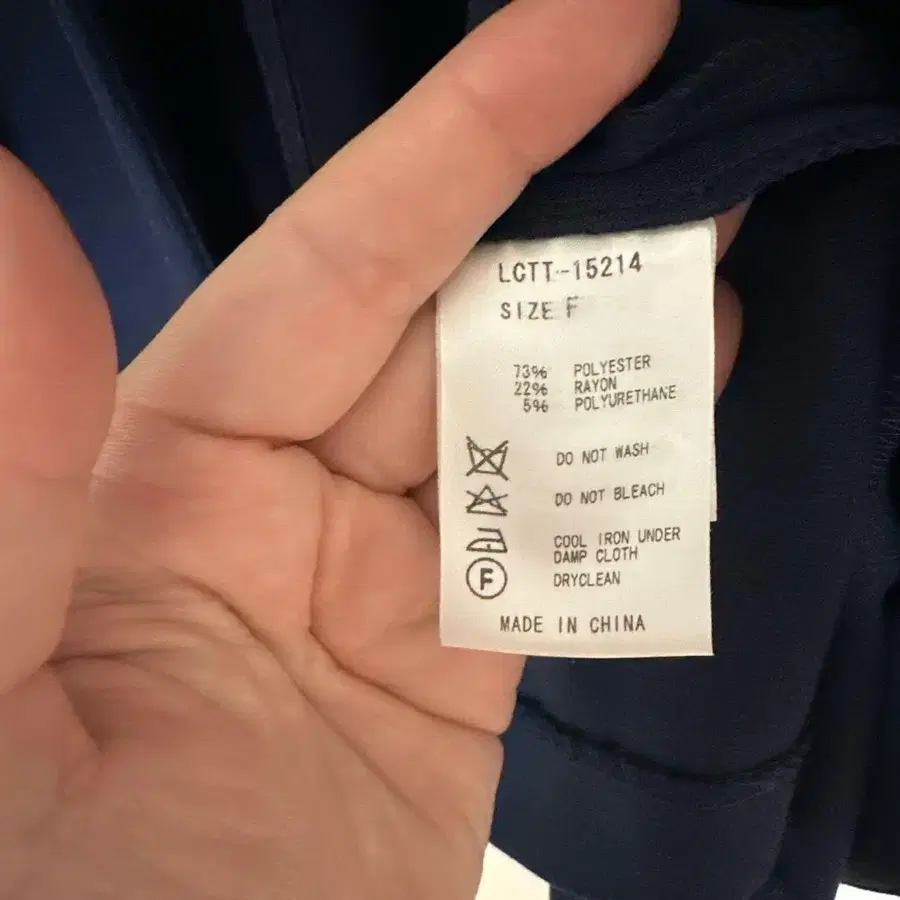 LCTT-15214
SIZE F
73% POLYESTER
22% RAYON
5% POLYURETHANE
DO NOT WASH
DO NOT BLEACH
COOL IRON UNDER
DAMP CLOTH
F DRYCLEAN
MADE IN CHINA